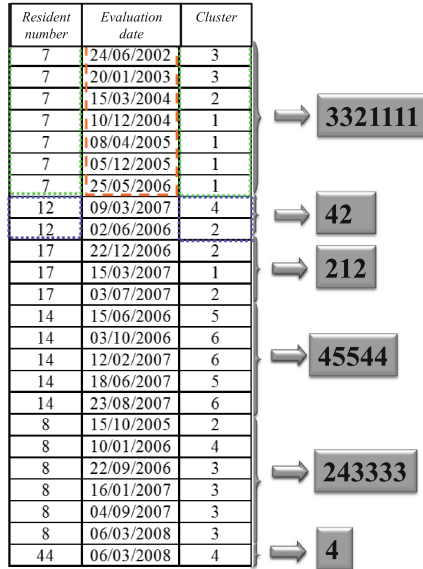 Resident number Evaluation date Cluster
7 24/06/2002 3
7 20/01/2003 3
7 15/03/2004 2
7 10/12/2004 1
7 08/04/2005 1
7 05/12/2005 1
7 25/05/2006 1
3321111
12 09/03/2007 4
12 02/06/2006 2
42
17 22/12/2006 2
17 15/03/2007 1
17 03/07/2007 2
212
14 15/06/2006 5
14 03/10/2006 6
14 12/02/2007 6
14 18/06/2007 5
14 23/08/2007 6
45544
8 15/10/2005 2
8 10/01/2006 4
8 22/09/2006 3
8 16/01/2007 3
8 04/09/2007 3
8 06/03/2008 3
243333
44 06/03/2008 4
4